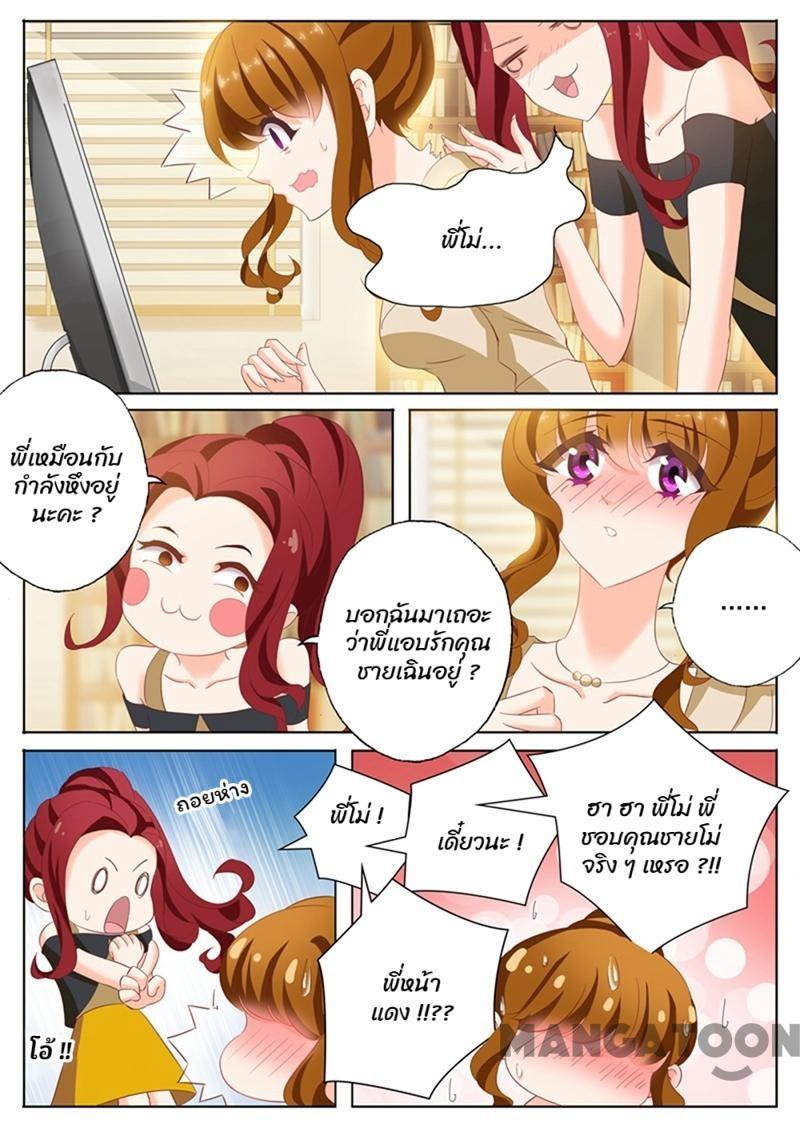 พี่โม่...
พี่เหมือนกับ
กำลังหึงอยู่
นะคะ ?
บอกฉันมาเถอะ
ว่าพี่แอบรักคุณ
ชายเฉินอยู่ ?
......
ถอยห่าง
พี่โม่ !
เดี๋ยวนะ !
ฮา ฮา พี่โม่ พี่
ชอบคุณชายโม่
จริง ๆ เหรอ ?!!
พี่หน้า
แดง !!??
โอ้ !!
MANGATOON